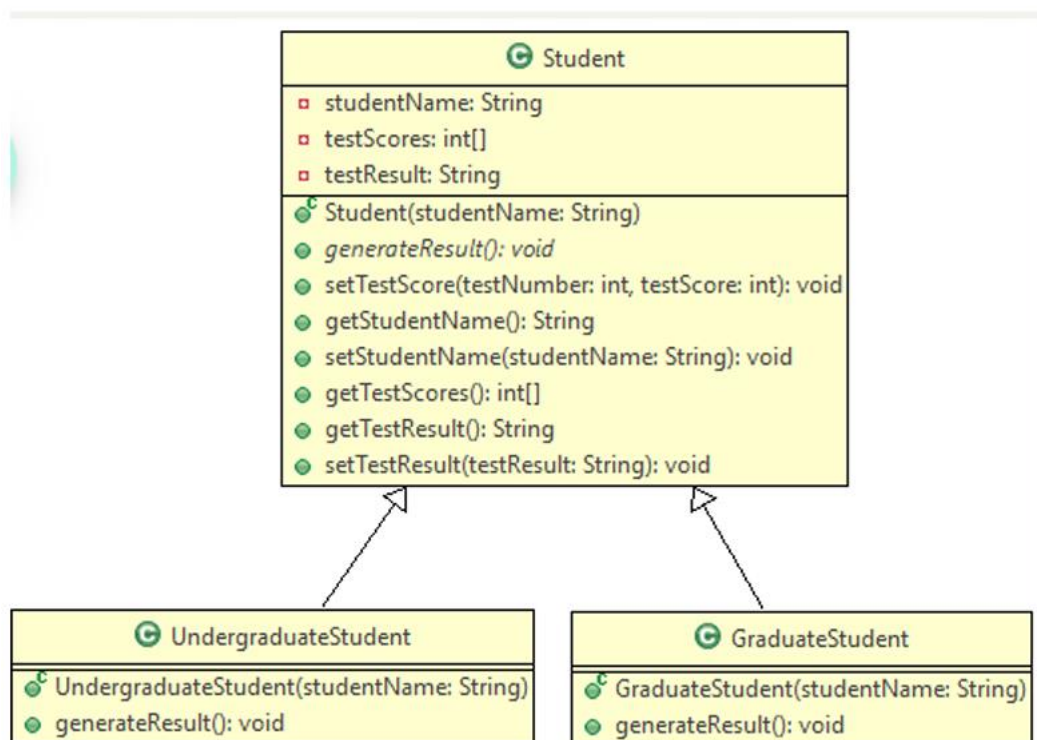 Student
studentName: String
testScores: int[]
testResult: String
Student(studentName: String)
generateResult(): void
setTestScore(testNumber: int, testScore: int): void
getStudentName(): String
setStudentName(studentName: String): void
getTestScores(): int[]
getTestResult(): String
setTestResult(testResult: String): void
UndergraduateStudent
UndergraduateStudent(studentName: String)
generateResult(): void
GraduateStudent
GraduateStudent(studentName: String)
generateResult(): void